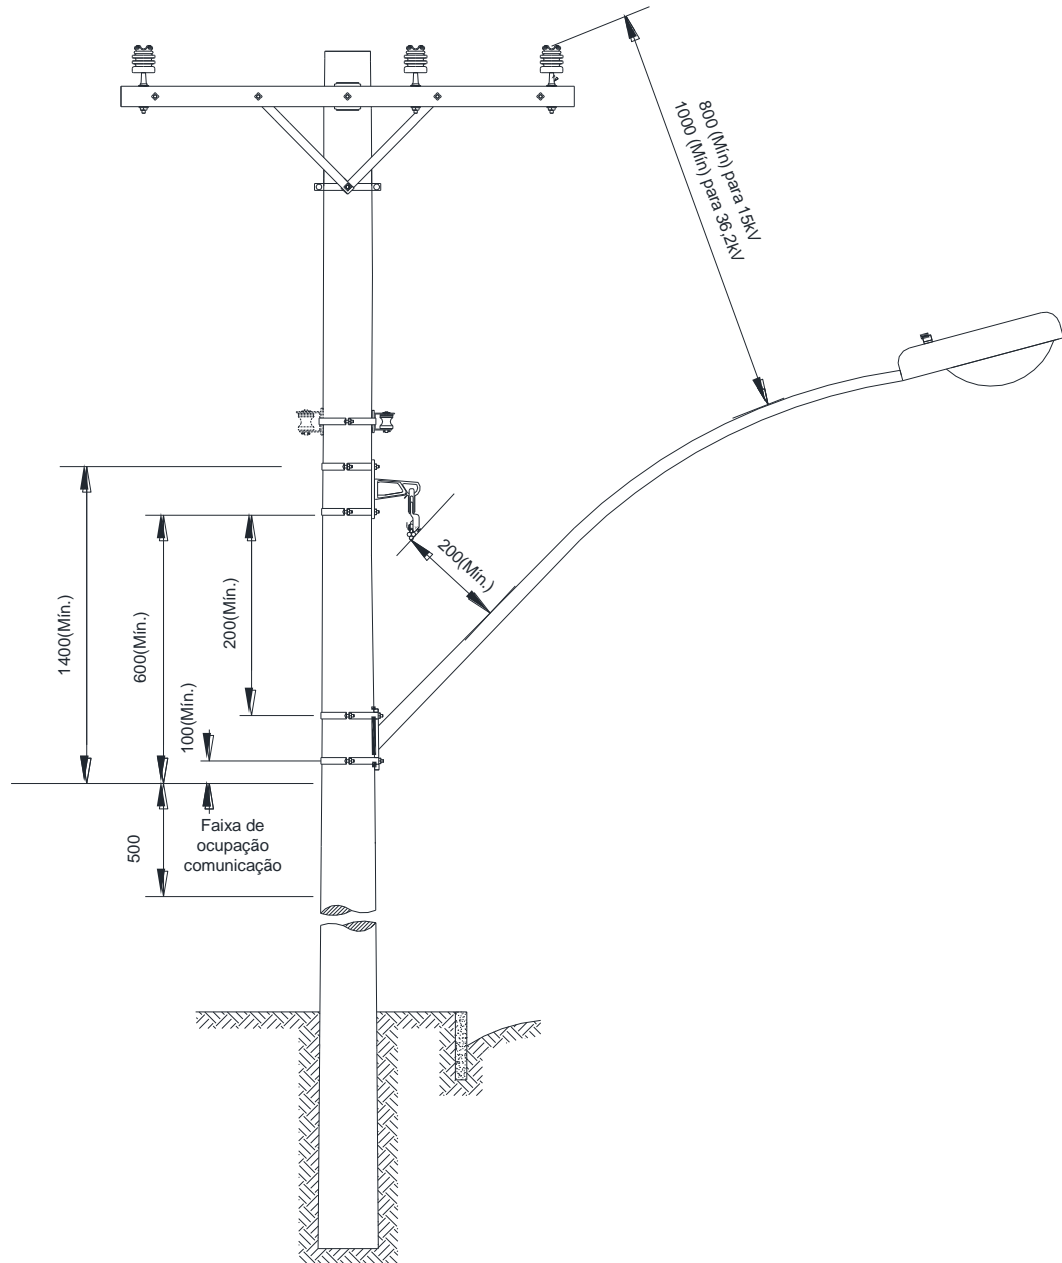 800 (Mín) para 15kV
1000 (Mín) para 36,2kV
200(Mín.)
1400(Mín.)
600(Mín.)
200(Mín.)
100(Mín.)
500
Faixa de
ocupação
comunicação